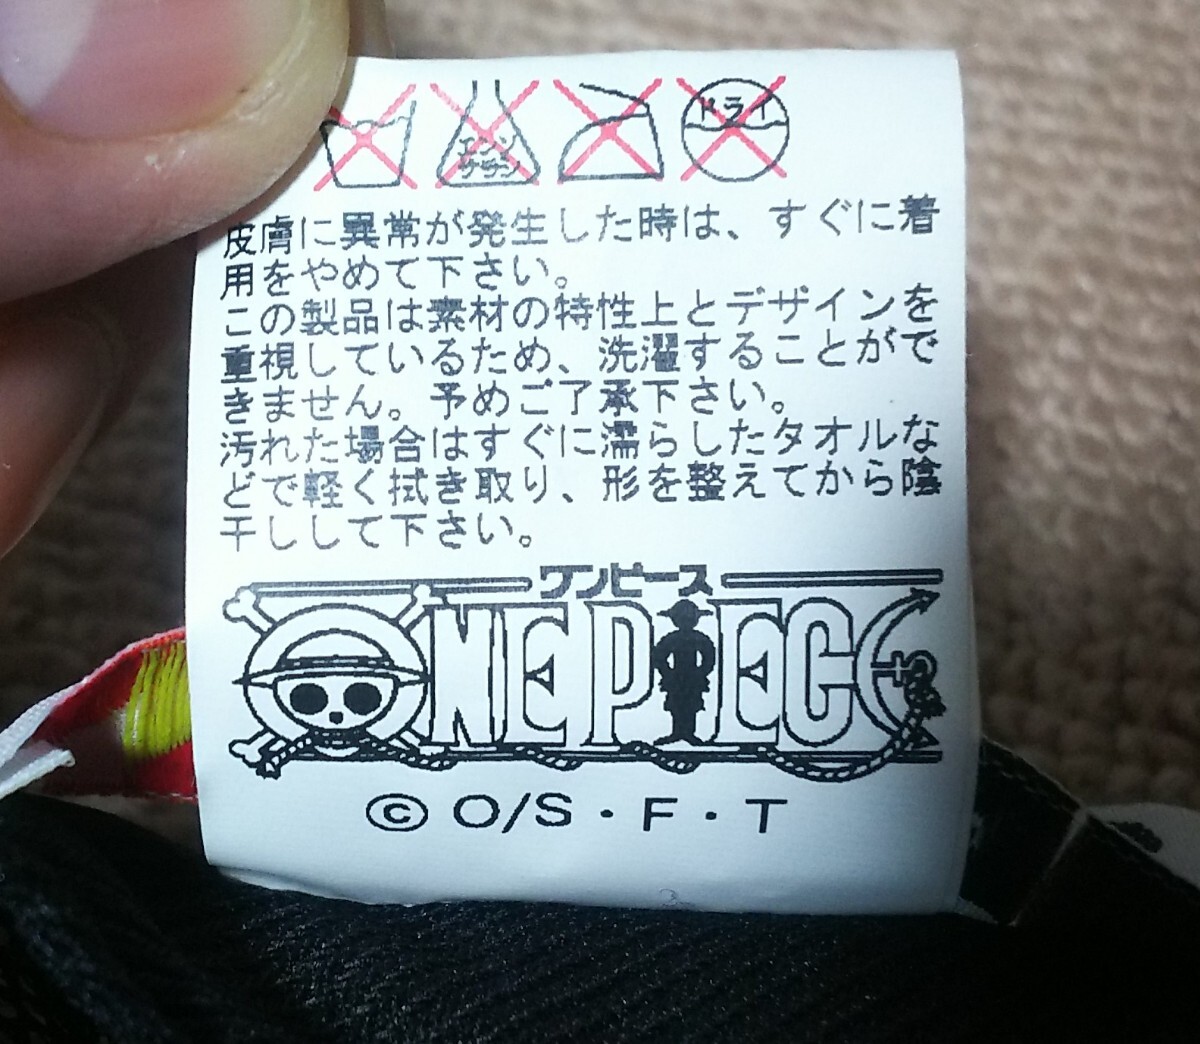 エンソ
サラシ
ドライ
皮膚に異常が発生した時は、すぐに着
用をやめて下さい。
この製品は素材の特性上とデザインを
重視しているため、洗濯することがで
きません。予めご了承下さい。
汚れた場合はすぐに濡らしたタオルな
どで軽く拭き取り、形を整えてから陰
干しして下さい。
ワンピース
ONE PIECE
© O/S・F・T